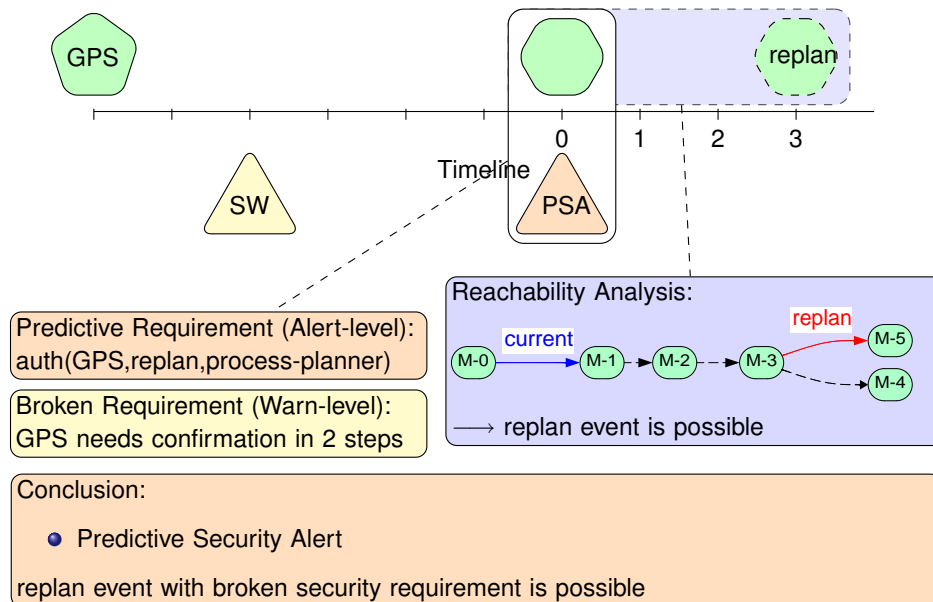 GPS
replan
0 1 2 3
Timeline
SW
PSA
Predictive Requirement (Alert-level):
auth(GPS,replan,process-planner)
Broken Requirement (Warn-level):
GPS needs confirmation in 2 steps
Reachability Analysis:
current
replan
M-0
M-1
M-2
M-3
M-5
M-4
⟶ replan event is possible
Conclusion:
Predictive Security Alert
replan event with broken security requirement is possible